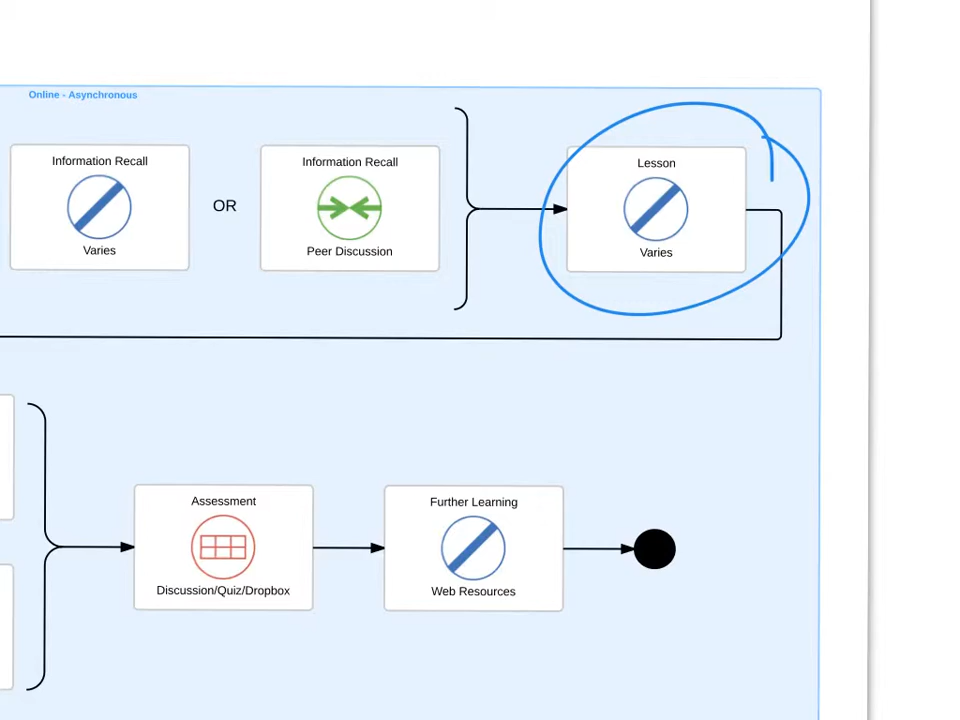 Online - Asynchronous
Information Recall
Varies
OR
Information Recall
Peer Discussion
Lesson
Varies
Assessment
Discussion/Quiz/Dropbox
Further Learning
Web Resources